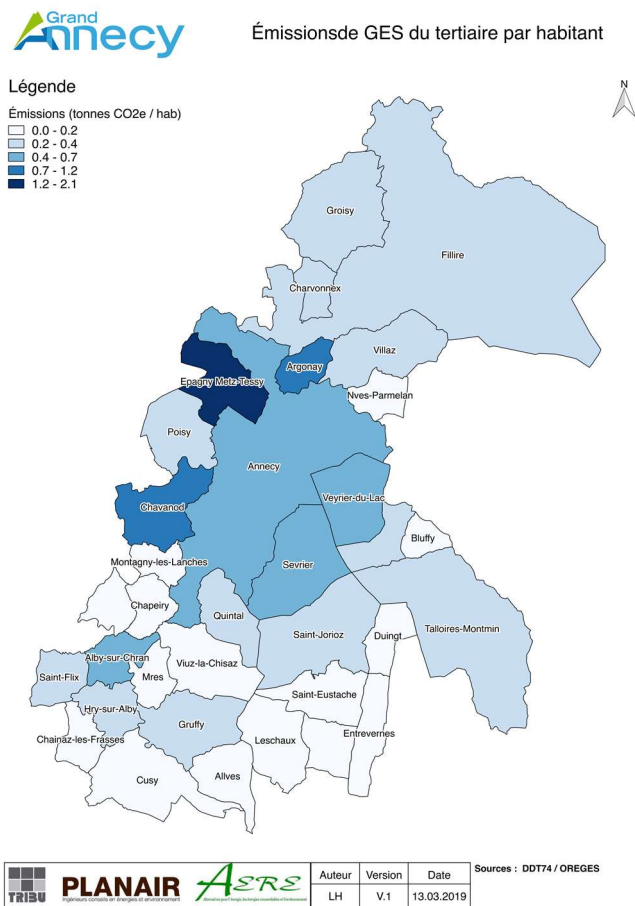 Grand
Annecy
Émissionsde GES du tertiaire par habitant
Légende
Émissions (tonnes CO2e / hab)
0.0 - 0.2
0.2 - 0.4
0.4 - 0.7
0.7 - 1.2
1.2 - 2.1
N
Groisy
Fillire
Charvonnex
Villaz
Argonay
Epagny Metz-Tessy
Nves-Parmelan
Poisy
Annecy
Veyrier-du-Lac
Chavanod
Bluffy
Montagny-les-Lanches
Sevrier
Chapeiry
Quintal
Talloires-Montmin
Saint-Jorioz
Duingt
Alby-sur-Chran
Viuz-la-Chisaz
Saint-Flix
Mres
Saint-Eustache
Hry-sur-Alby
Gruffy
Entrevernes
Chainaz-les-Frasses
Leschaux
Allves
Cusy
TRIBU
PLANAIR
Ingénieurs conseils en énergies et environnement
AERE
Auteur Version Date
LH V.1 13.03.2019
Sources : DDT74 / OREGES